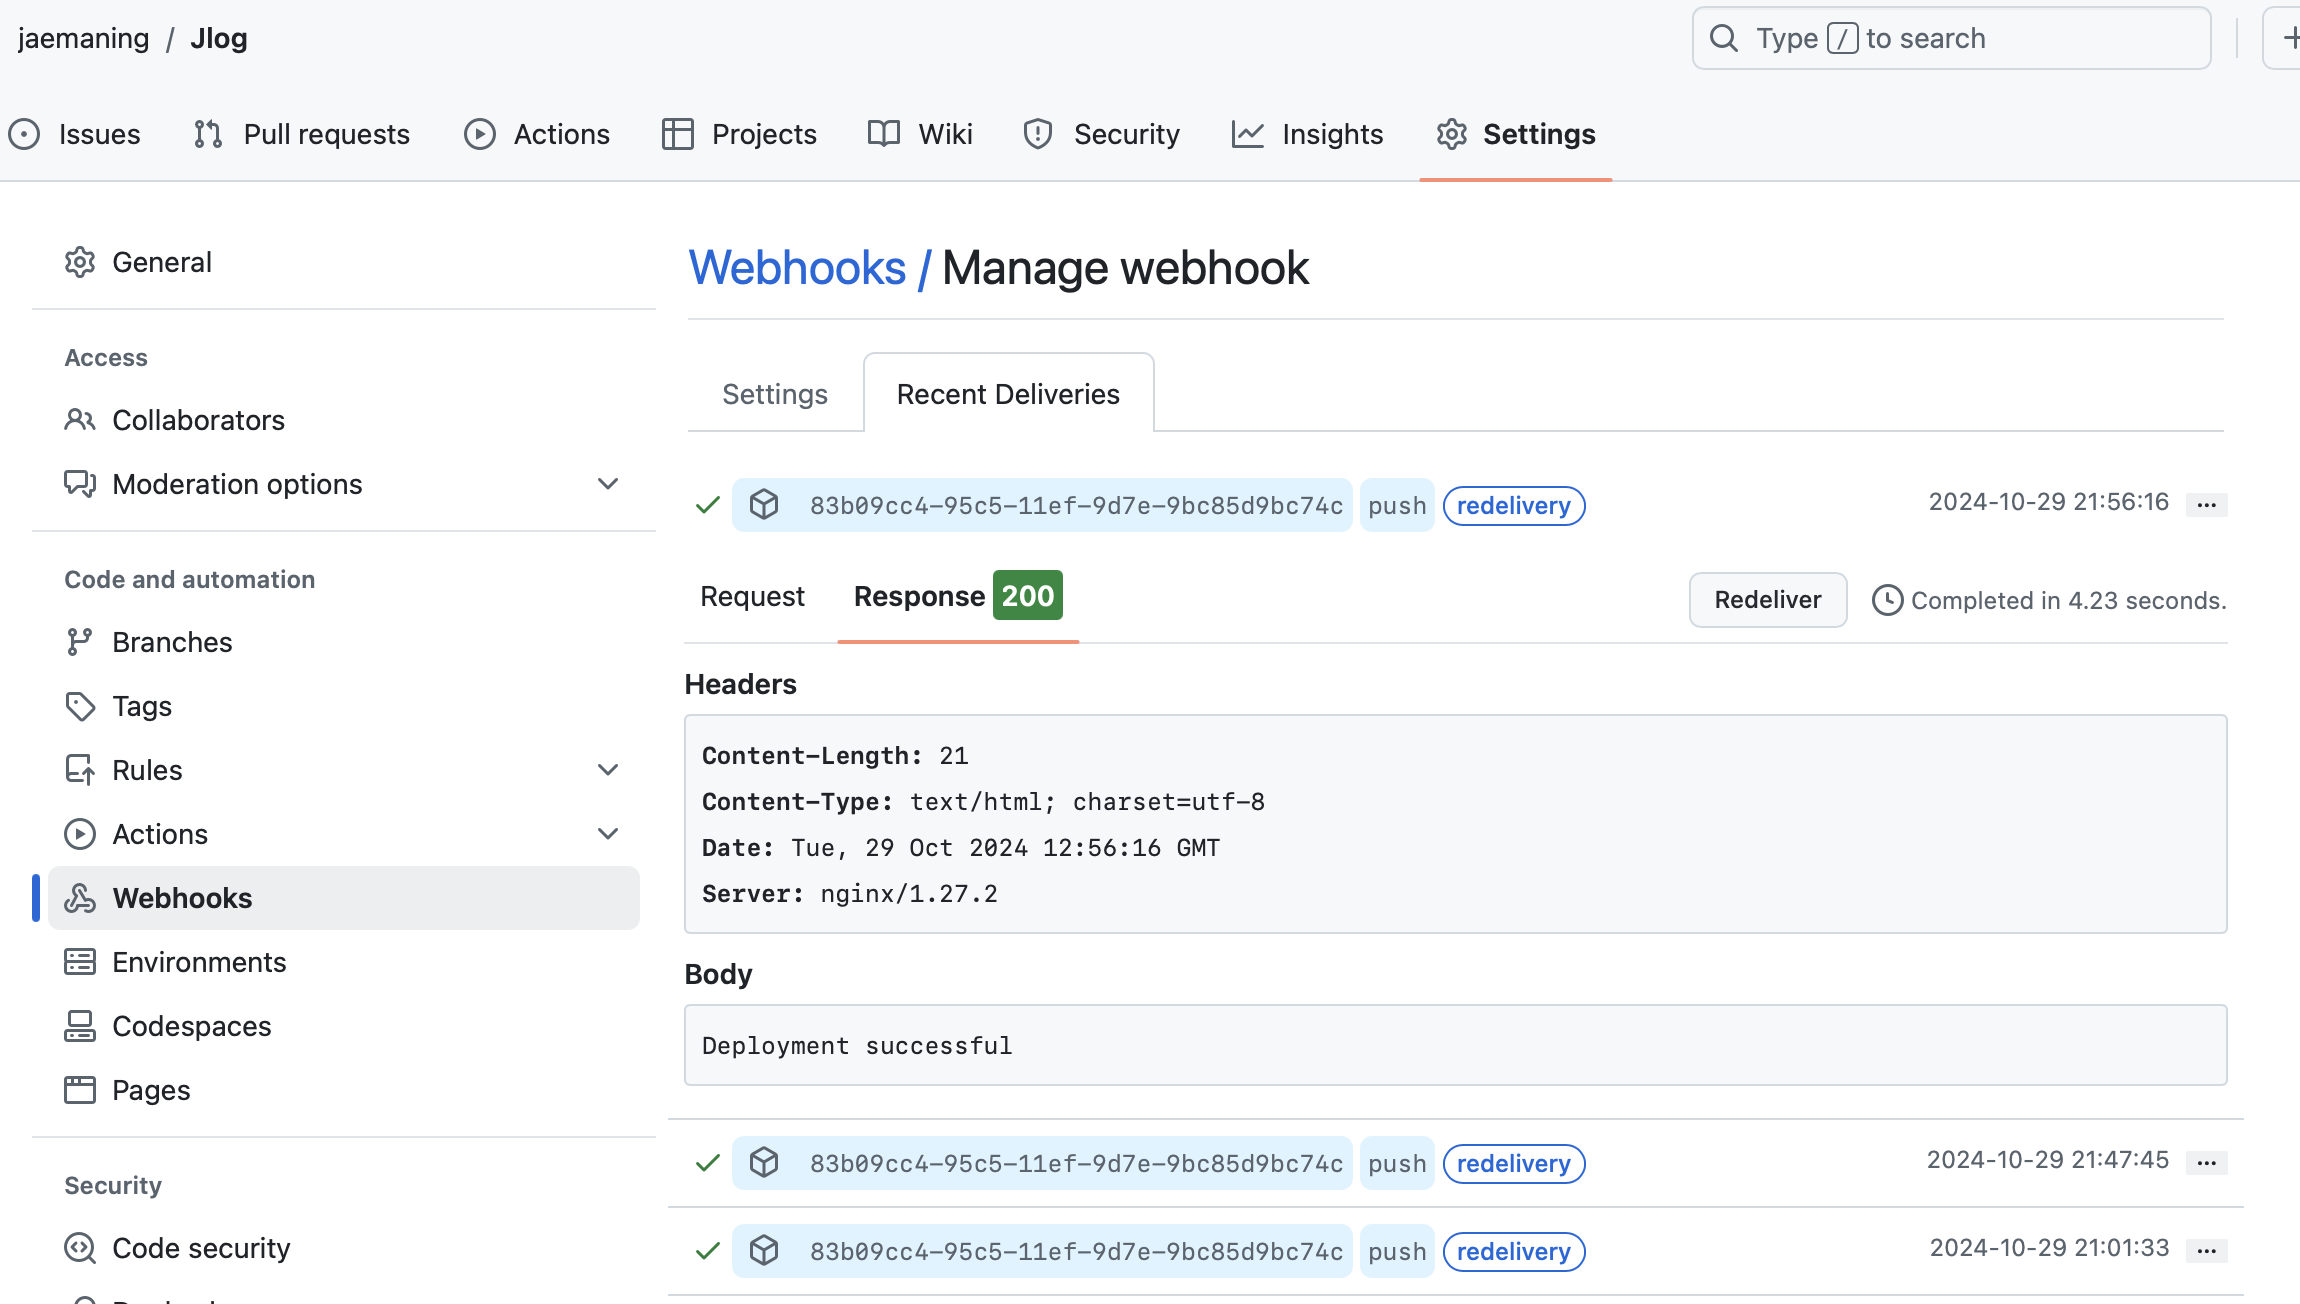 jaemaning / Jlog
Type / to search
Issues
Pull requests
Actions
Projects
Wiki
Security
Insights
Settings
General
Access
Collaborators
Moderation options
Code and automation
Branches
Tags
Rules
Actions
Webhooks
Environments
Codespaces
Pages
Security
Code security
Webhooks / Manage webhook
Settings
Recent Deliveries
83b09cc4-95c5-11ef-9d7e-9bc85d9bc74c push redelivery 2024-10-29 21:56:16 ...
Request
Response 200
Redeliver
Completed in 4.23 seconds.
Headers
Content-Length: 21
Content-Type: text/html; charset=utf-8
Date: Tue, 29 Oct 2024 12:56:16 GMT
Server: nginx/1.27.2
Body
Deployment successful
83b09cc4-95c5-11ef-9d7e-9bc85d9bc74c push redelivery 2024-10-29 21:47:45 ...
83b09cc4-95c5-11ef-9d7e-9bc85d9bc74c push redelivery 2024-10-29 21:01:33 ...